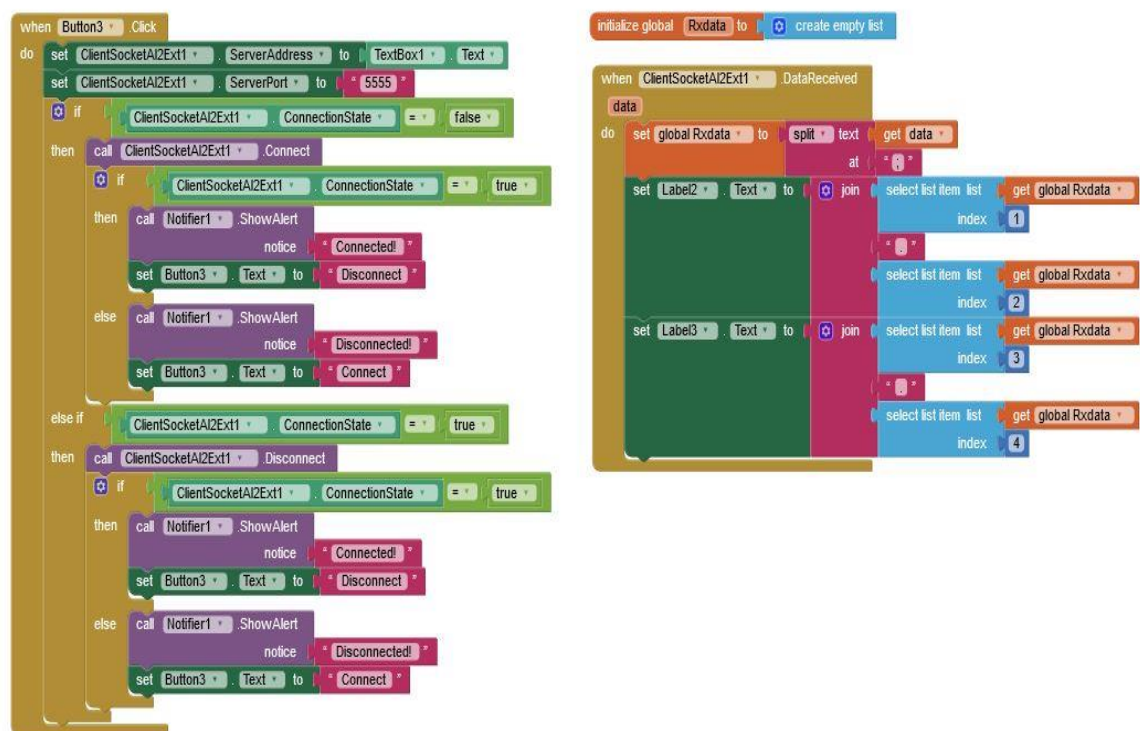 when Button3 .Click
do set ClientSocketAI2Ext1 . ServerAddress to TextBox1 . Text
set ClientSocketAI2Ext1 . ServerPort to " 5555 "
if ClientSocketAI2Ext1 . ConnectionState = false
then call ClientSocketAI2Ext1 .Connect
if ClientSocketAI2Ext1 . ConnectionState = true
then call Notifier1 .ShowAlert
notice " Connected! "
set Button3 . Text to " Disconnect "
else call Notifier1 .ShowAlert
notice " Disconnected! "
set Button3 . Text to " Connect "
else if ClientSocketAI2Ext1 . ConnectionState = true
then call ClientSocketAI2Ext1 .Disconnect
if ClientSocketAI2Ext1 . ConnectionState = true
then call Notifier1 .ShowAlert
notice " Connected! "
set Button3 . Text to " Disconnect "
else call Notifier1 .ShowAlert
notice " Disconnected! "
set Button3 . Text to " Connect "
initialize global Rxdata to create empty list
when ClientSocketAI2Ext1 .DataReceived
data
do set global Rxdata to split text get data
at " ; "
set Label2 . Text to join select list item list get global Rxdata
index 1
" . "
select list item list get global Rxdata
index 2
set Label3 . Text to join select list item list get global Rxdata
index 3
" . "
select list item list get global Rxdata
index 4